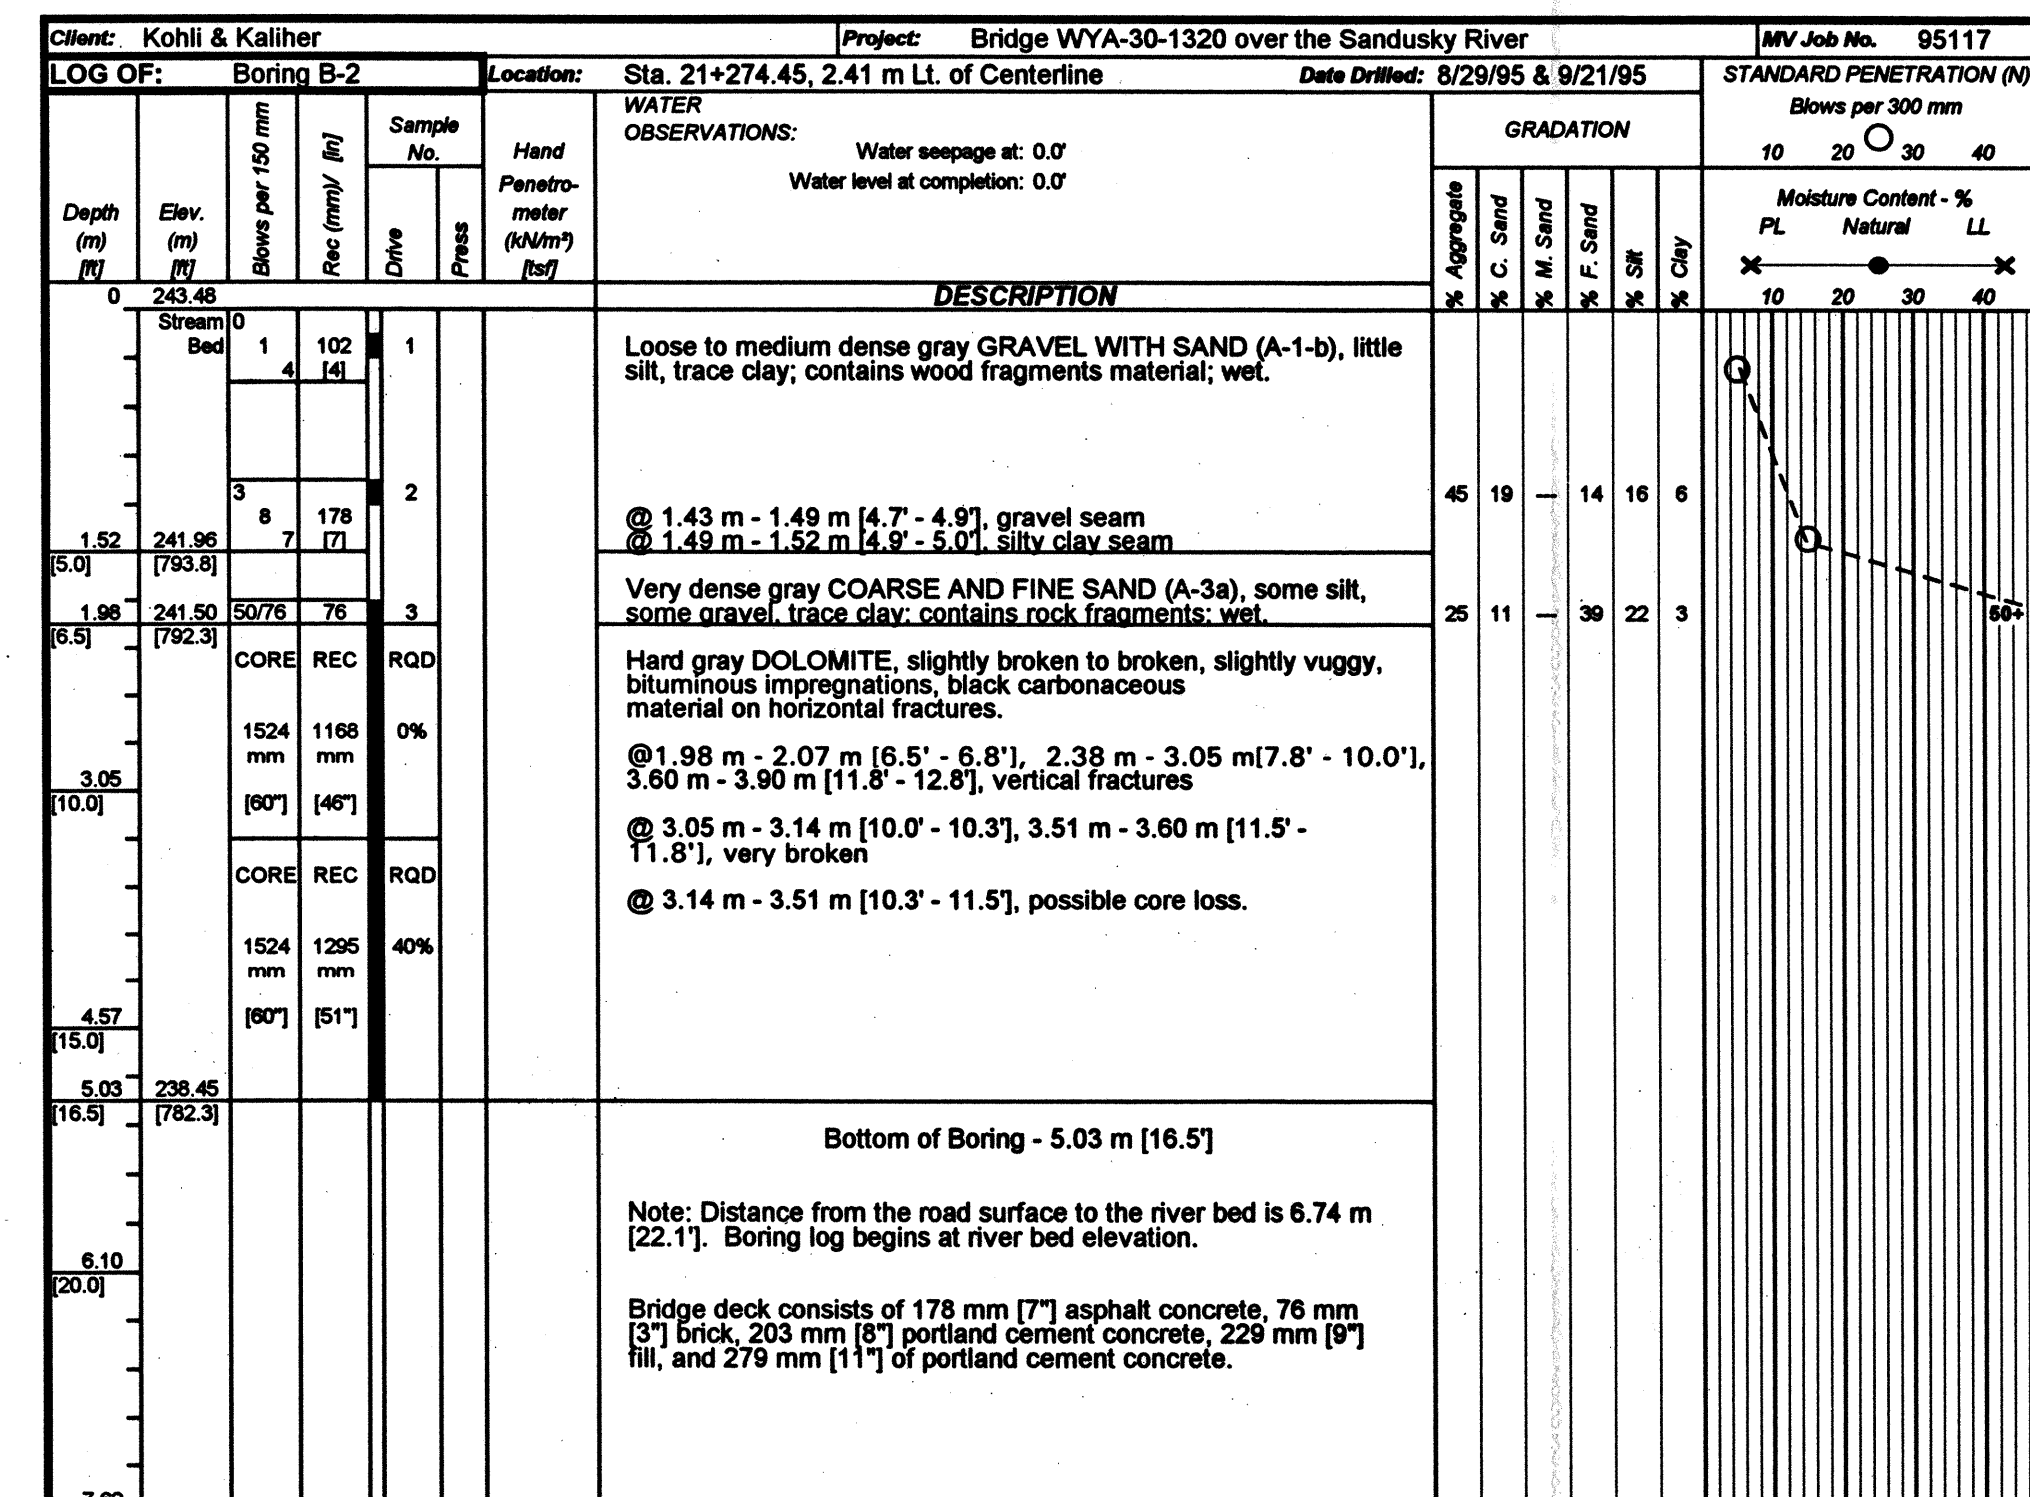 Client: Kohli & Kaliher Project: Bridge WYA-30-1320 over the Sandusky River MV Job No. 95117
LOG OF: Boring B-2 Location: Sta. 21+274.45, 2.41 m Lt. of Centerline Date Drilled: 8/29/95 & 9/21/95 STANDARD PENETRATION (N)
Depth
(m)
[ft]
Elev.
(m)
[ft]
Blows per 150 mm
Rec (mm)/ [in]
Sample
No.
Drive
Press
Hand
Penetro-
meter
(kN/m²)
[tsf]
WATER
OBSERVATIONS:
Water seepage at: 0.0'
Water level at completion: 0.0'
DESCRIPTION
GRADATION
% Aggregate
% C. Sand
% M. Sand
% F. Sand
% Silt
% Clay
Blows per 300 mm
10 20 30 40
Moisture Content - %
PL Natural LL
10 20 30 40
0 243.48
Stream 0
Bed 1 102 1
4 [4]
Loose to medium dense gray GRAVEL WITH SAND (A-1-b), little
silt, trace clay; contains wood fragments material; wet.
3 2 45 19 — 14 16 6
8 178
7 [7]
@ 1.43 m - 1.49 m [4.7' - 4.9'], gravel seam
@ 1.49 m - 1.52 m [4.9' - 5.0'], silty clay seam
1.52 241.96
[5.0] [793.8]
Very dense gray COARSE AND FINE SAND (A-3a), some silt,
some gravel, trace clay; contains rock fragments; wet.
1.98 241.50 50/76 76 3 25 11 — 39 22 3 50+
[6.5] [792.3]
CORE REC RQD
Hard gray DOLOMITE, slightly broken to broken, slightly vuggy,
bituminous impregnations, black carbonaceous
material on horizontal fractures.
1524 1168 0%
mm mm
@1.98 m - 2.07 m [6.5' - 6.8'], 2.38 m - 3.05 m[7.8' - 10.0'],
3.60 m - 3.90 m [11.8' - 12.8'], vertical fractures
3.05
[10.0] [60"] [46"]
@ 3.05 m - 3.14 m [10.0' - 10.3'], 3.51 m - 3.60 m [11.5' -
11.8'], very broken
CORE REC RQD
@ 3.14 m - 3.51 m [10.3' - 11.5'], possible core loss.
1524 1295 40%
mm mm
4.57 [60"] [51"]
[15.0]
5.03 238.45
[16.5] [782.3]
Bottom of Boring - 5.03 m [16.5']
Note: Distance from the road surface to the river bed is 6.74 m
[22.1']. Boring log begins at river bed elevation.
6.10
[20.0]
Bridge deck consists of 178 mm [7"] asphalt concrete, 76 mm
[3"] brick, 203 mm [8"] portland cement concrete, 229 mm [9"]
fill, and 279 mm [11"] of portland cement concrete.